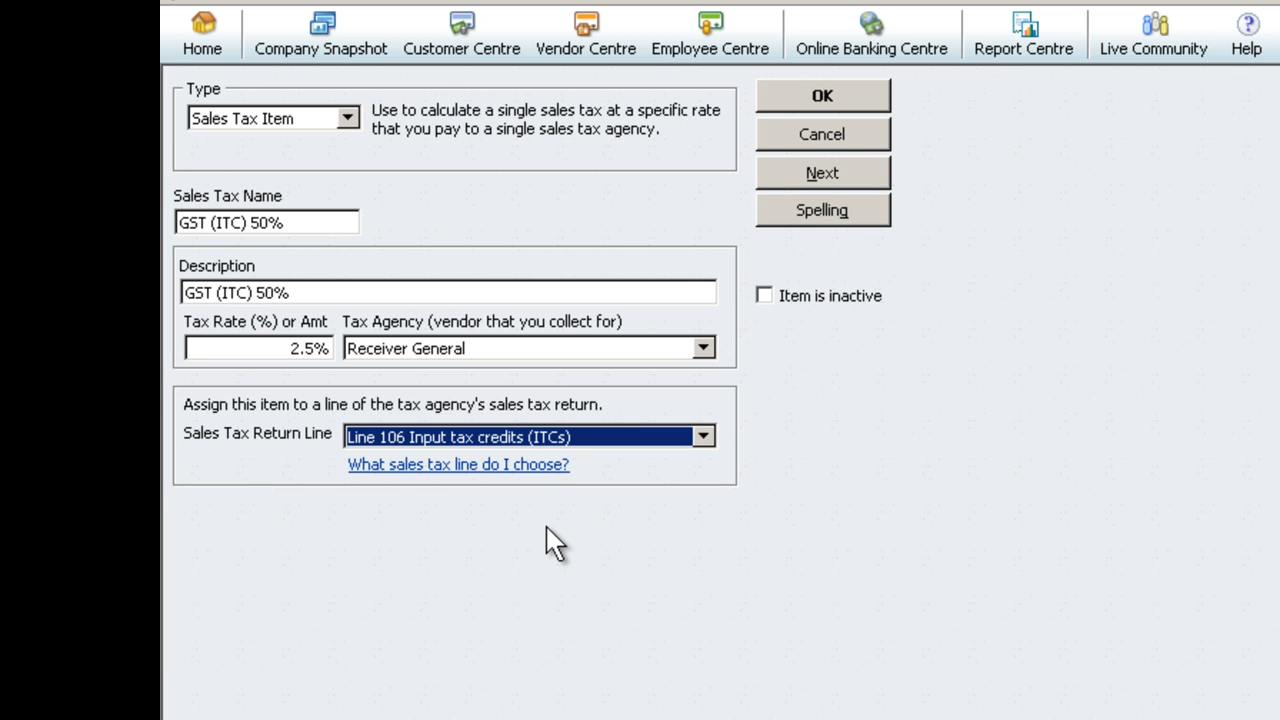 Home Company Snapshot Customer Centre Vendor Centre Employee Centre Online Banking Centre Report Centre Live Community Help
Type
Sales Tax Item
Use to calculate a single sales tax at a specific rate
that you pay to a single sales tax agency.
OK
Cancel
Next
Spelling
Sales Tax Name
GST (ITC) 50%
Description
GST (ITC) 50%
Item is inactive
Tax Rate (%) or Amt Tax Agency (vendor that you collect for)
2.5% Receiver General
Assign this item to a line of the tax agency's sales tax return.
Sales Tax Return Line Line 106 Input tax credits (ITCs)
What sales tax line do I choose?